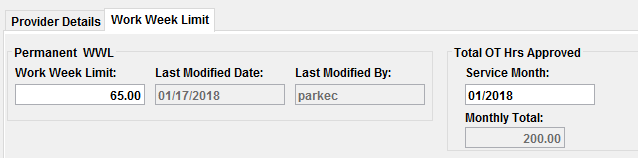 Provider Details Work Week Limit
Permanent WWL Total OT Hrs Approved
Work Week Limit: Last Modified Date: Last Modified By: Service Month:
65.00 01/17/2018 parkec 01/2018
Monthly Total:
200.00